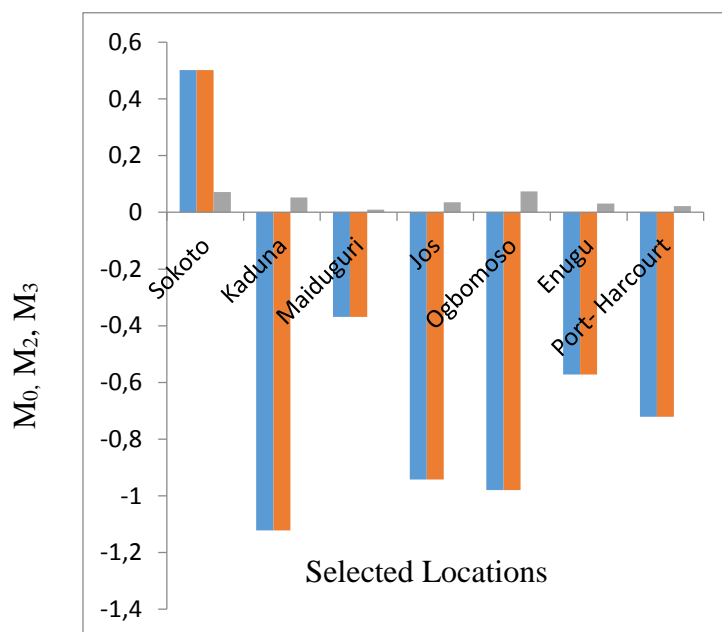 0,6
0,4
0,2
0
-0,2
-0,4
-0,6
-0,8
-1
-1,2
-1,4
M0, M2, M3
Sokoto
Kaduna
Maiduguri
Jos
Ogbomoso
Enugu
Port- Harcourt
Selected Locations